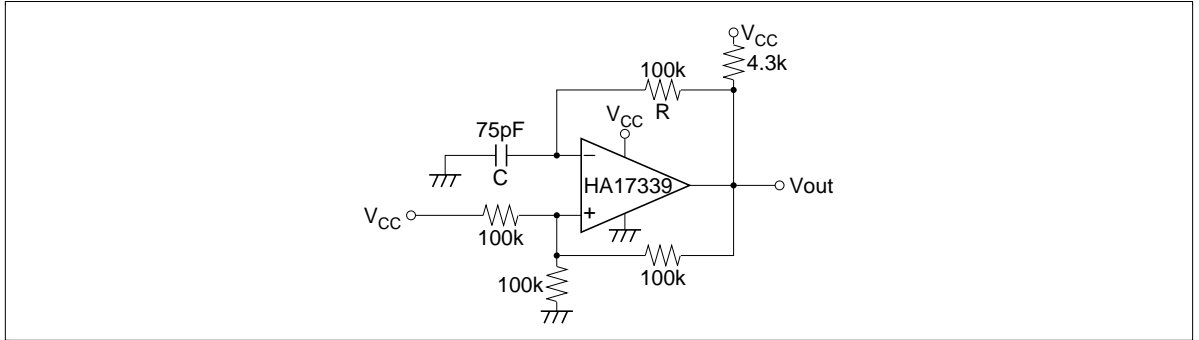 VCC
4.3k
100k
R
VCC
75pF
C
−
HA17339
Vout
+
VCC
100k
100k
100k